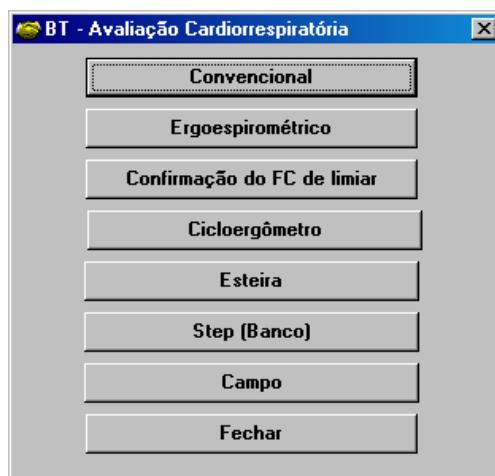 BT - Avaliação Cardiorrespiratória
Convencional
Ergoespirométrico
Confirmação do FC de limiar
Cicloergômetro
Esteira
Step (Banco)
Campo
Fechar